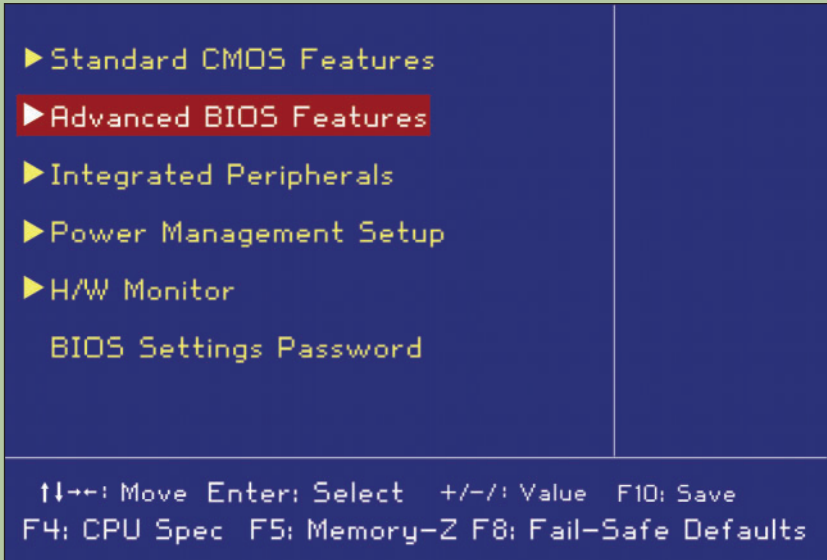 ▶Standard CMOS Features
▶Advanced BIOS Features
▶Integrated Peripherals
▶Power Management Setup
▶H/W Monitor
BIOS Settings Password
↑↓→←: Move Enter: Select +/-/: Value F10: Save
F4: CPU Spec F5: Memory-Z F8: Fail-Safe Defaults